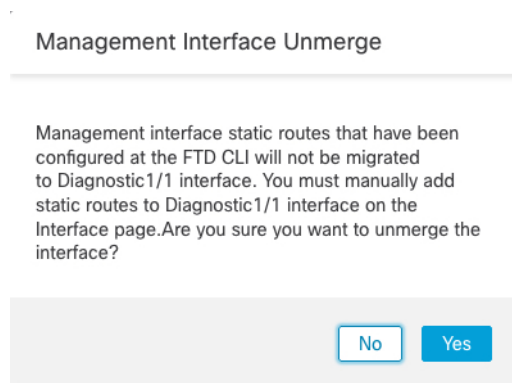 Management Interface Unmerge
Management interface static routes that have been
configured at the FTD CLI will not be migrated
to Diagnostic1/1 interface. You must manually add
static routes to Diagnostic1/1 interface on the
Interface page.Are you sure you want to unmerge the
interface?
No
Yes